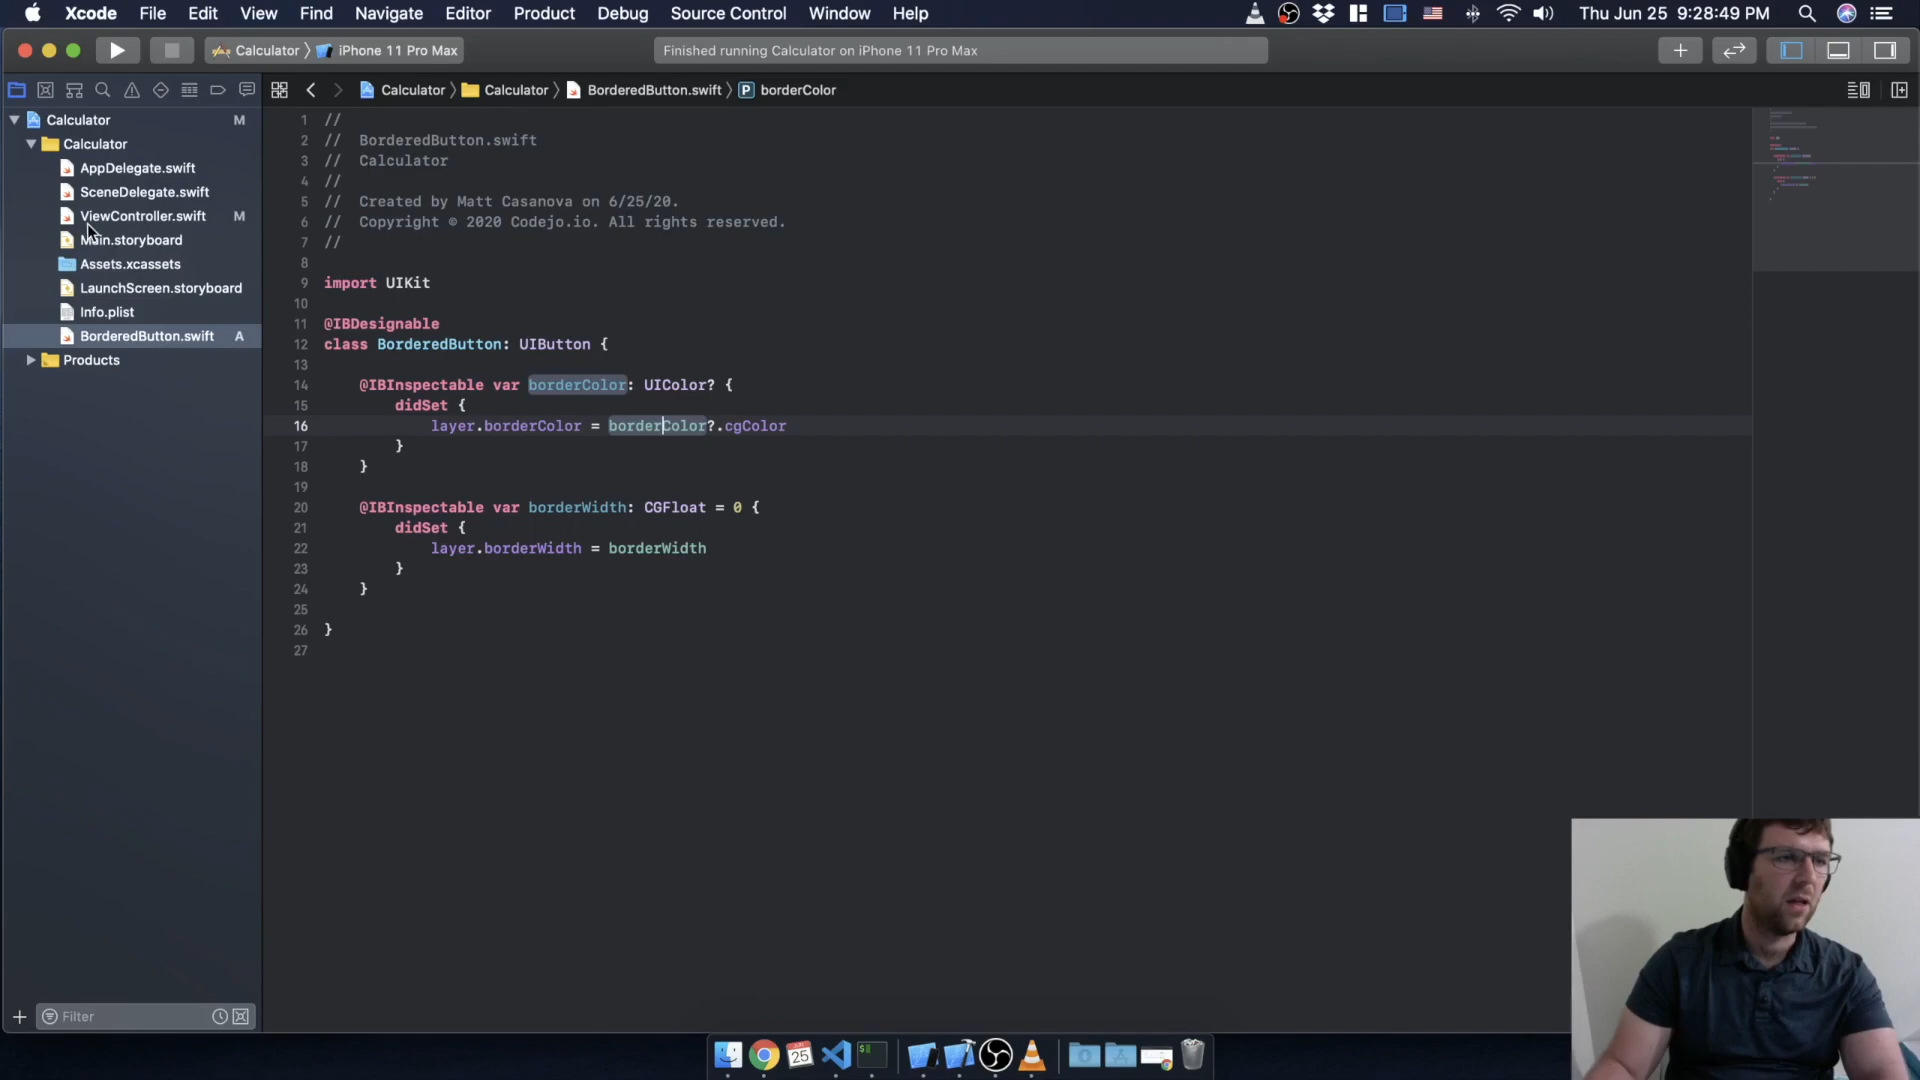 Xcode File Edit View Find Navigate Editor Product Debug Source Control Window Help Thu Jun 25 9:28:49 PM
Calculator iPhone 11 Pro Max Finished running Calculator on iPhone 11 Pro Max
Calculator Calculator BorderedButton.swift P borderColor
Calculator M
Calculator
AppDelegate.swift
SceneDelegate.swift
ViewController.swift M
Main.storyboard
Assets.xcassets
LaunchScreen.storyboard
Info.plist
BorderedButton.swift A
Products
1 //
2 // BorderedButton.swift
3 // Calculator
4 //
5 // Created by Matt Casanova on 6/25/20.
6 // Copyright © 2020 Codejo.io. All rights reserved.
7 //
8
9 import UIKit
10
11 @IBDesignable
12 class BorderedButton: UIButton {
13
14 @IBInspectable var borderColor: UIColor? {
15 didSet {
16 layer.borderColor = borderColor?.cgColor
17 }
18 }
19
20 @IBInspectable var borderWidth: CGFloat = 0 {
21 didSet {
22 layer.borderWidth = borderWidth
23 }
24 }
25
26 }
27
Filter
25